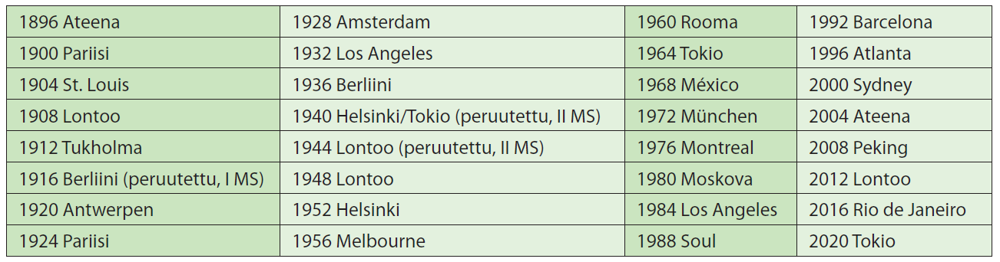 1896 Ateena
1900 Pariisi
1904 St. Louis
1908 Lontoo
1912 Tukholma
1916 Berliini (peruutettu, I MS)
1920 Antwerpen
1924 Pariisi
1928 Amsterdam
1932 Los Angeles
1936 Berliini
1940 Helsinki/Tokio (peruutettu, II MS)
1944 Lontoo (peruutettu, II MS)
1948 Lontoo
1952 Helsinki
1956 Melbourne
1960 Rooma
1964 Tokio
1968 México
1972 München
1976 Montreal
1980 Moskova
1984 Los Angeles
1988 Soul
1992 Barcelona
1996 Atlanta
2000 Sydney
2004 Ateena
2008 Peking
2012 Lontoo
2016 Rio de Janeiro
2020 Tokio